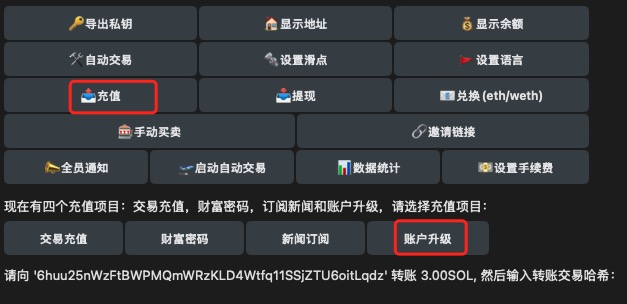 🔑导出私钥 🏠显示地址 💰显示余额
🛠自动交易 🔩设置滑点 🚩设置语言
📥充值 📤提现 📧兑换(eth/weth)
🎰手动买卖 🔗邀请链接
📣全员通知 🛫启动自动交易 📊数据统计 💴设置手续费
现在有四个充值项目：交易充值，财富密码，订阅新闻和账户升级，请选择充值项目：
交易充值 财富密码 新闻订阅 账户升级
请向 '6huu25nWzFtBWPMQmWRzKLD4Wtfq11SSjZTU6oitLqdz' 转账 3.00SOL, 然后输入转账交易哈希：